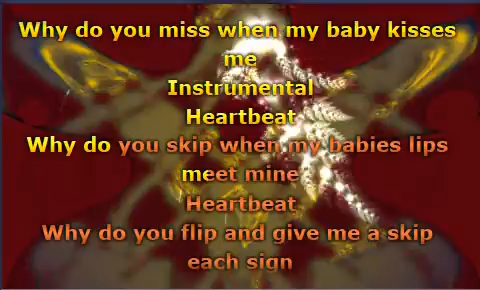 Why do you miss when my baby kisses
me
Instrumental
Heartbeat
Why do you skip when my babies lips
meet mine
Heartbeat
Why do you flip and give me a skip
each sign